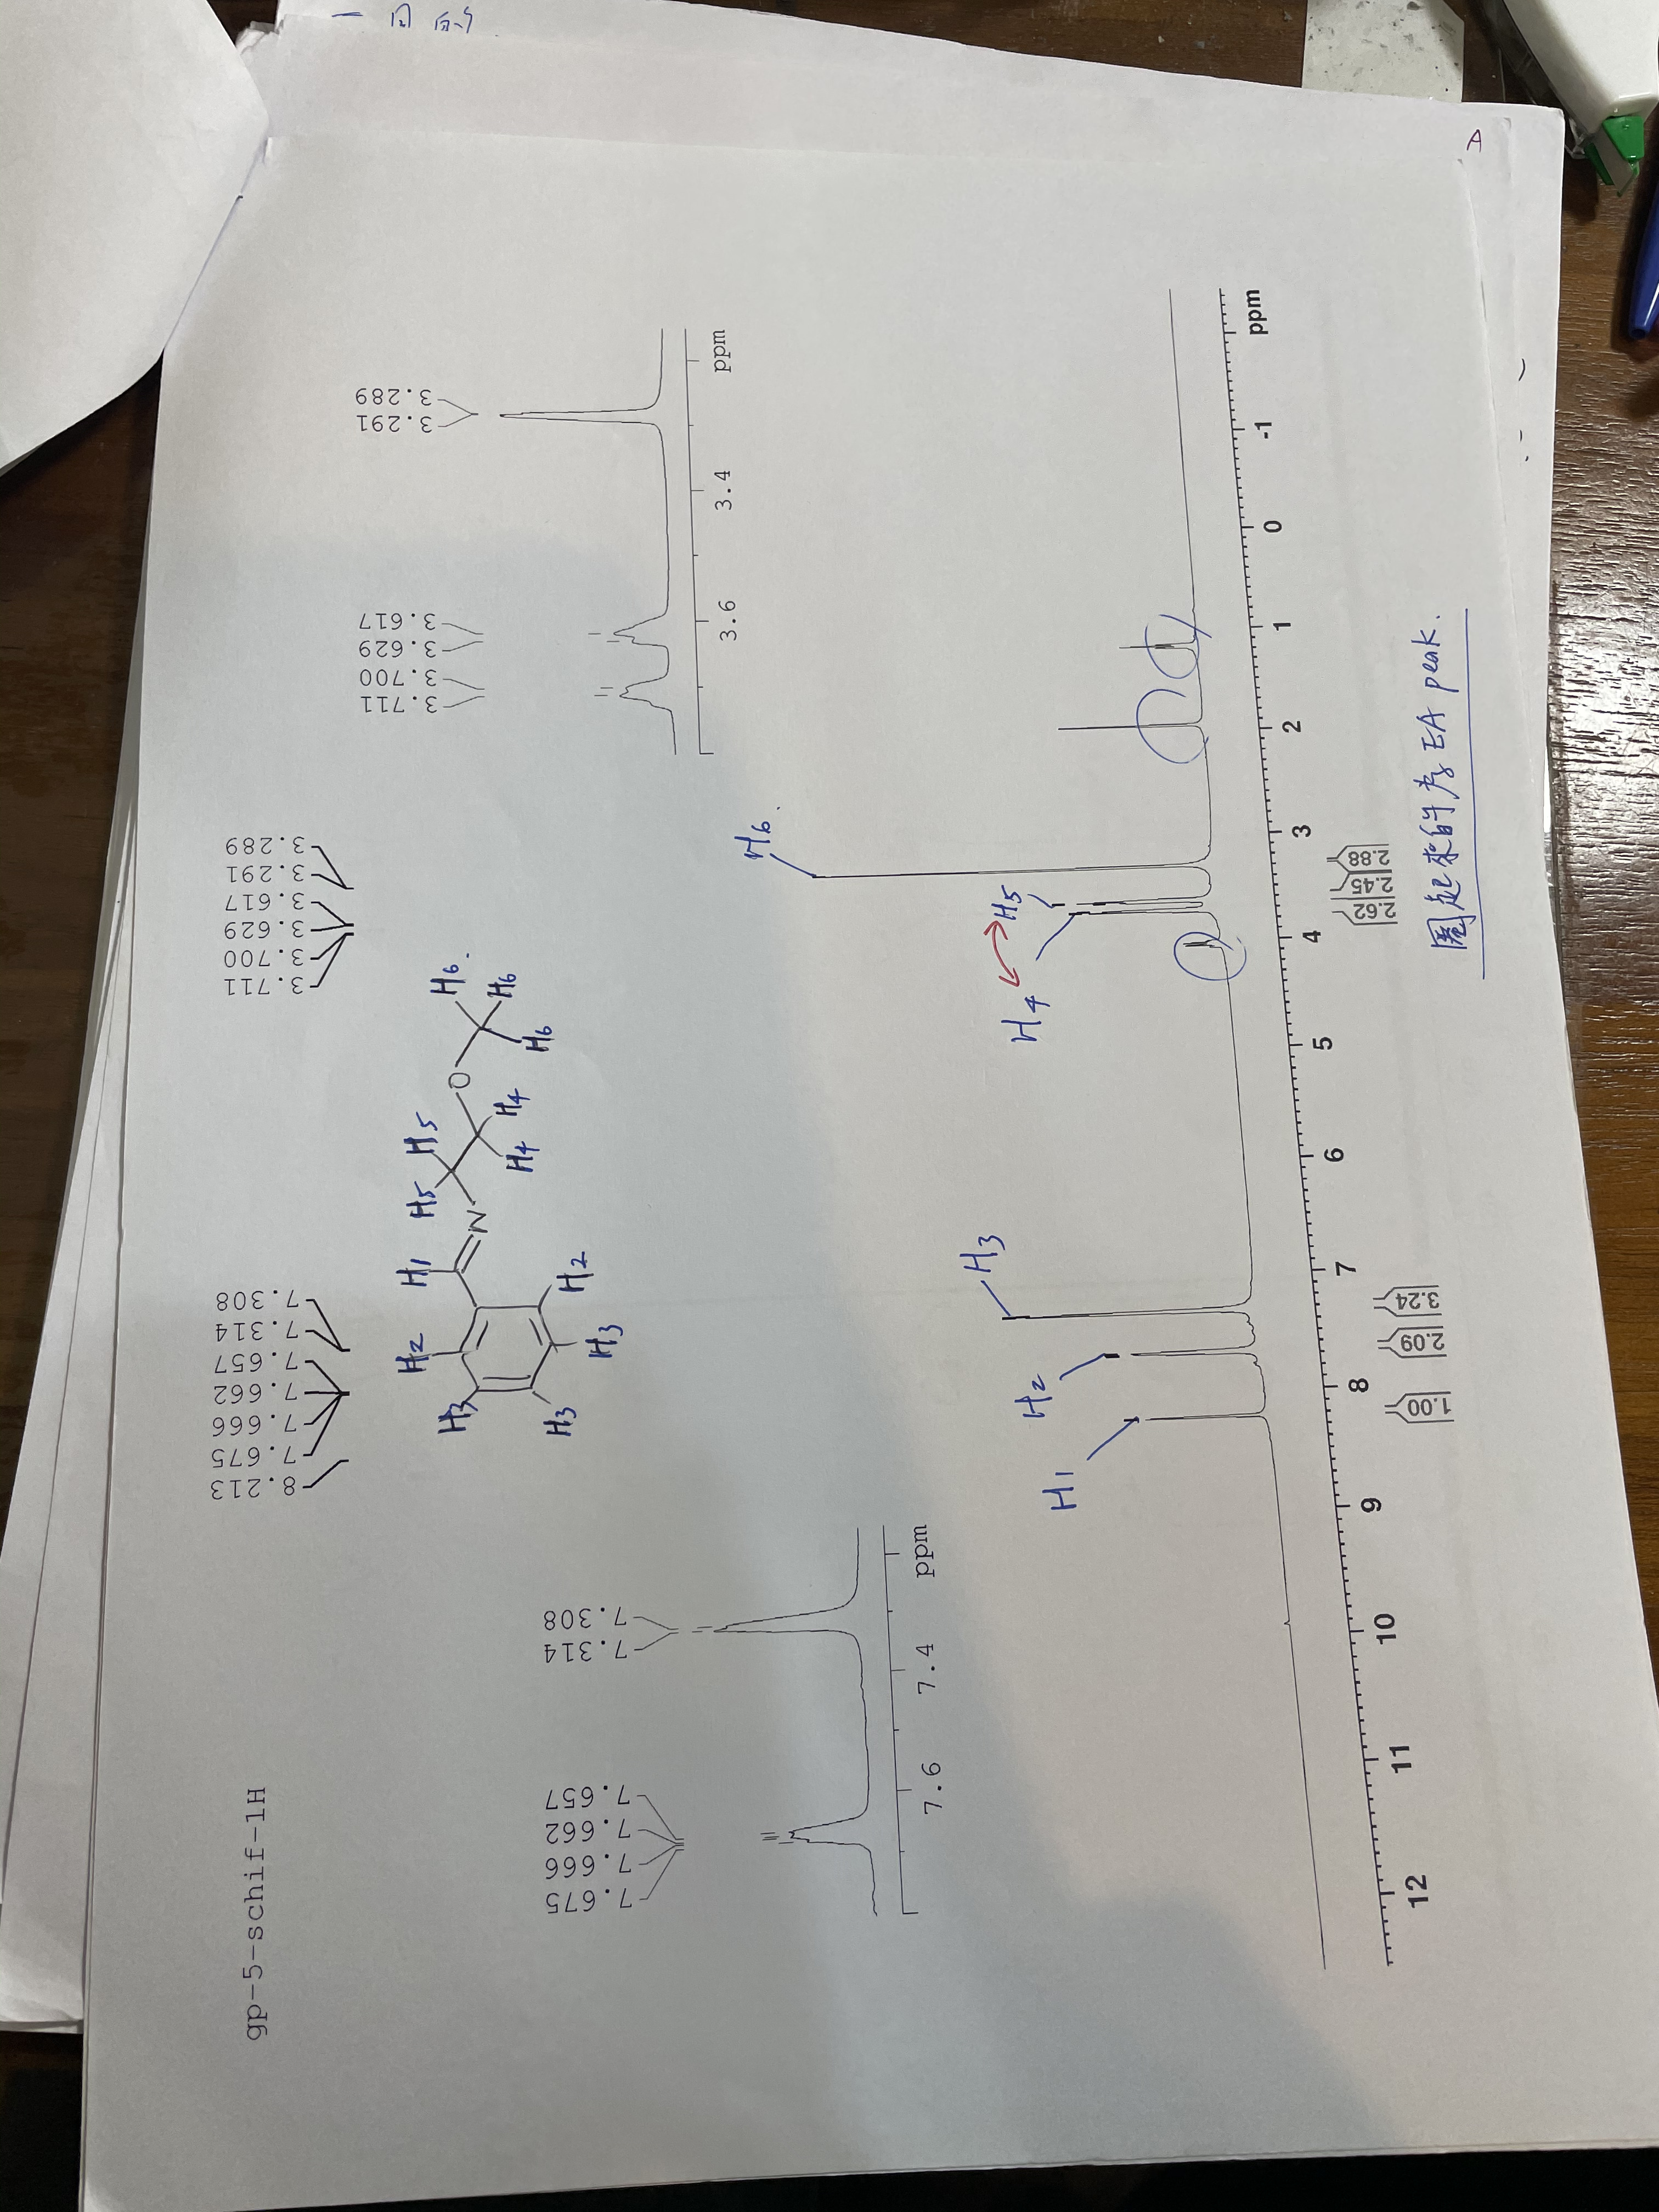 gp-5-schif-1H
8.213
7.675
7.666
7.662
7.657
7.314
7.308
3.711
3.700
3.629
3.617
3.291
3.289
H3
H2
H1
H5
H5
H6.
H3
H3
H2
N
H4
H4
O
H6
H6
7.675
7.666
7.662
7.657
7.314
7.308
7.6
7.4
ppm
3.711
3.700
3.629
3.617
3.291
3.289
3.6
3.4
ppm
H1
H2
H3
H4
H5
H6.
12
11
10
9
8
7
6
5
4
3
2
1
0
-1
ppm
1.00
2.09
3.24
2.62
2.45
2.88
圈起來的为EA peak.
A